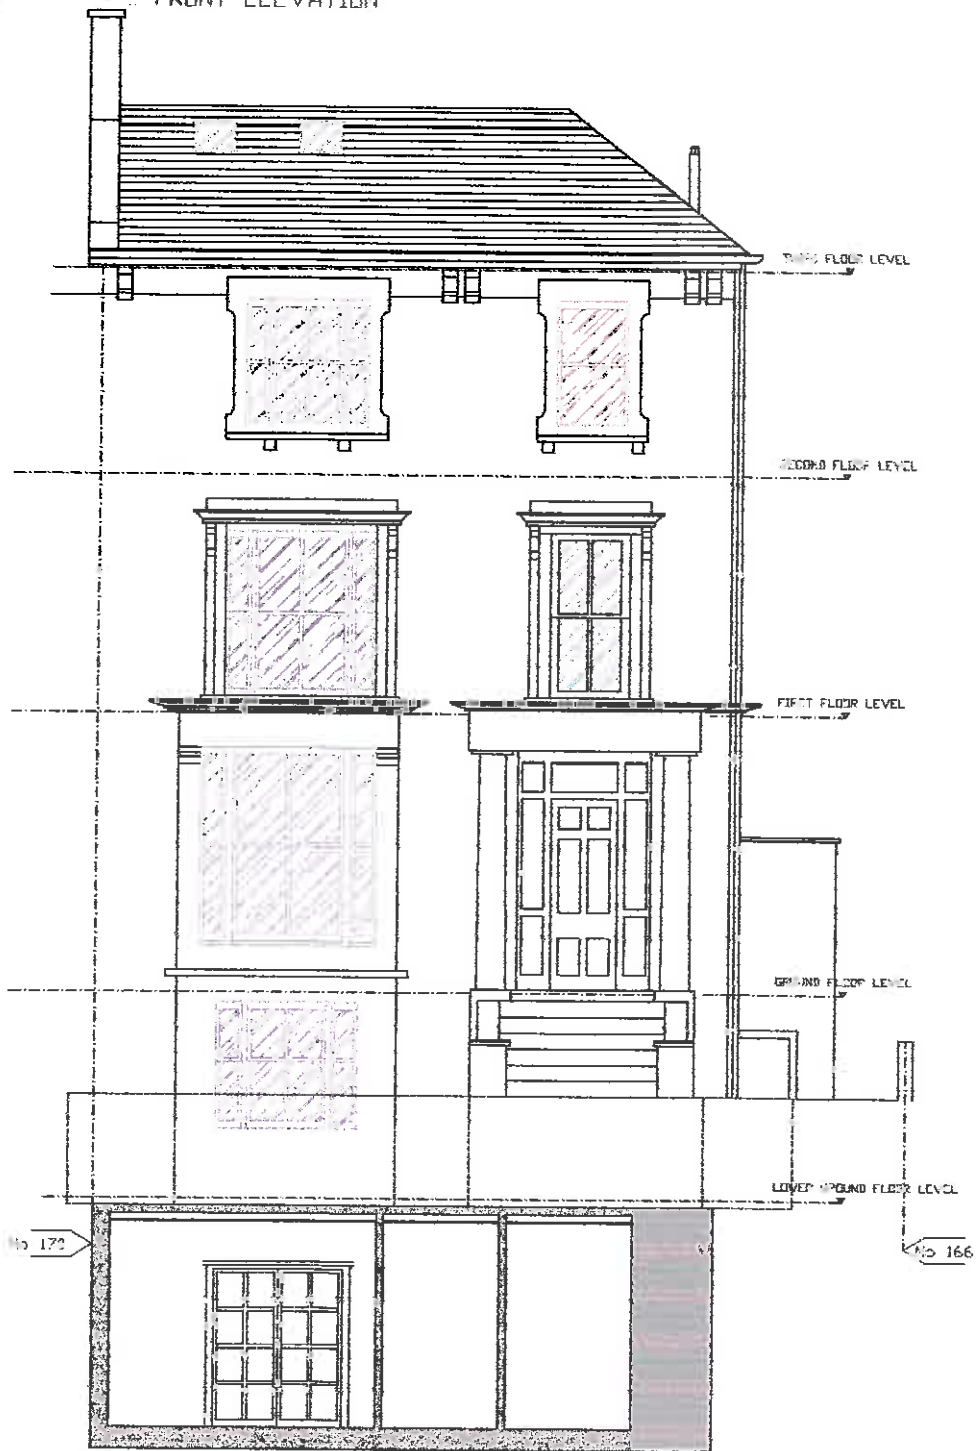 FRONT ELEVATION
THIRD FLOOR LEVEL
SECOND FLOOR LEVEL
FIRST FLOOR LEVEL
GROUND FLOOR LEVEL
LOWER GROUND FLOOR LEVEL
No 166